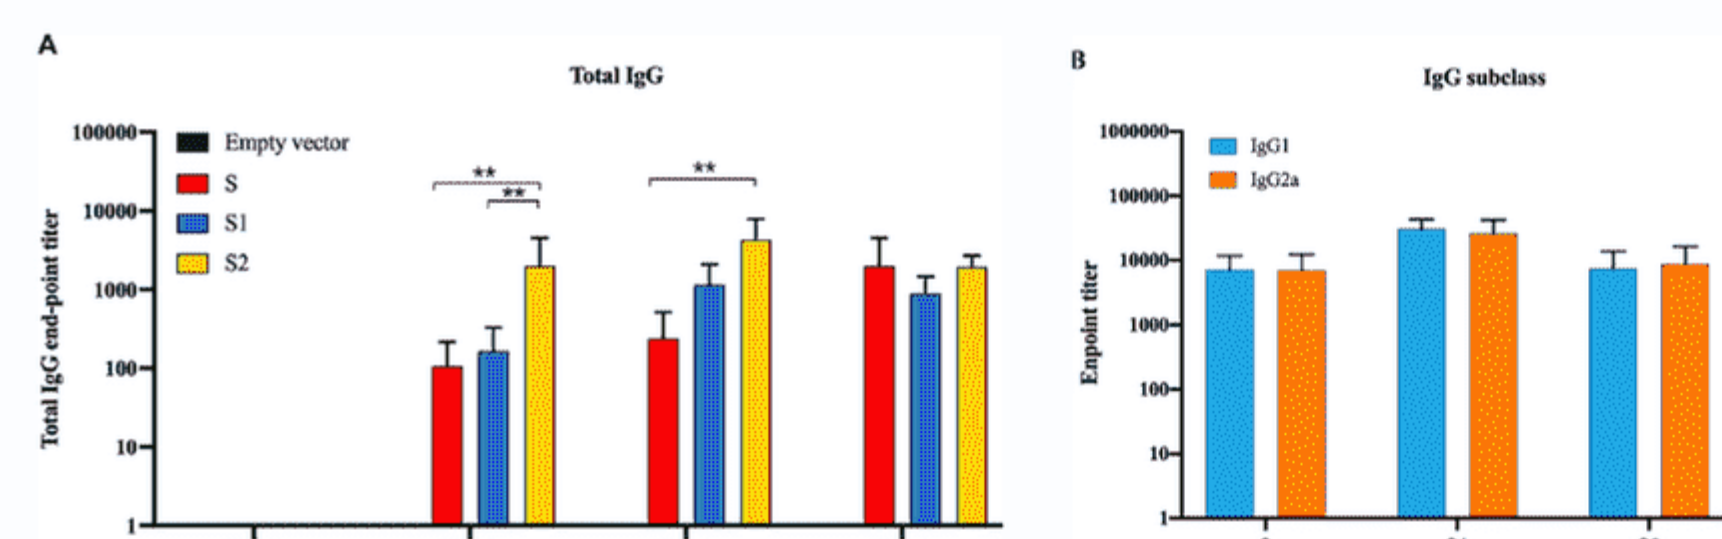 A
Total IgG
100000
10000
1000
100
10
1
Total IgG end-point titer
Empty vector
S
S1
S2
**
**
**
B
IgG subclass
1000000
100000
10000
1000
100
10
1
Enpoint titer
IgG1
IgG2a